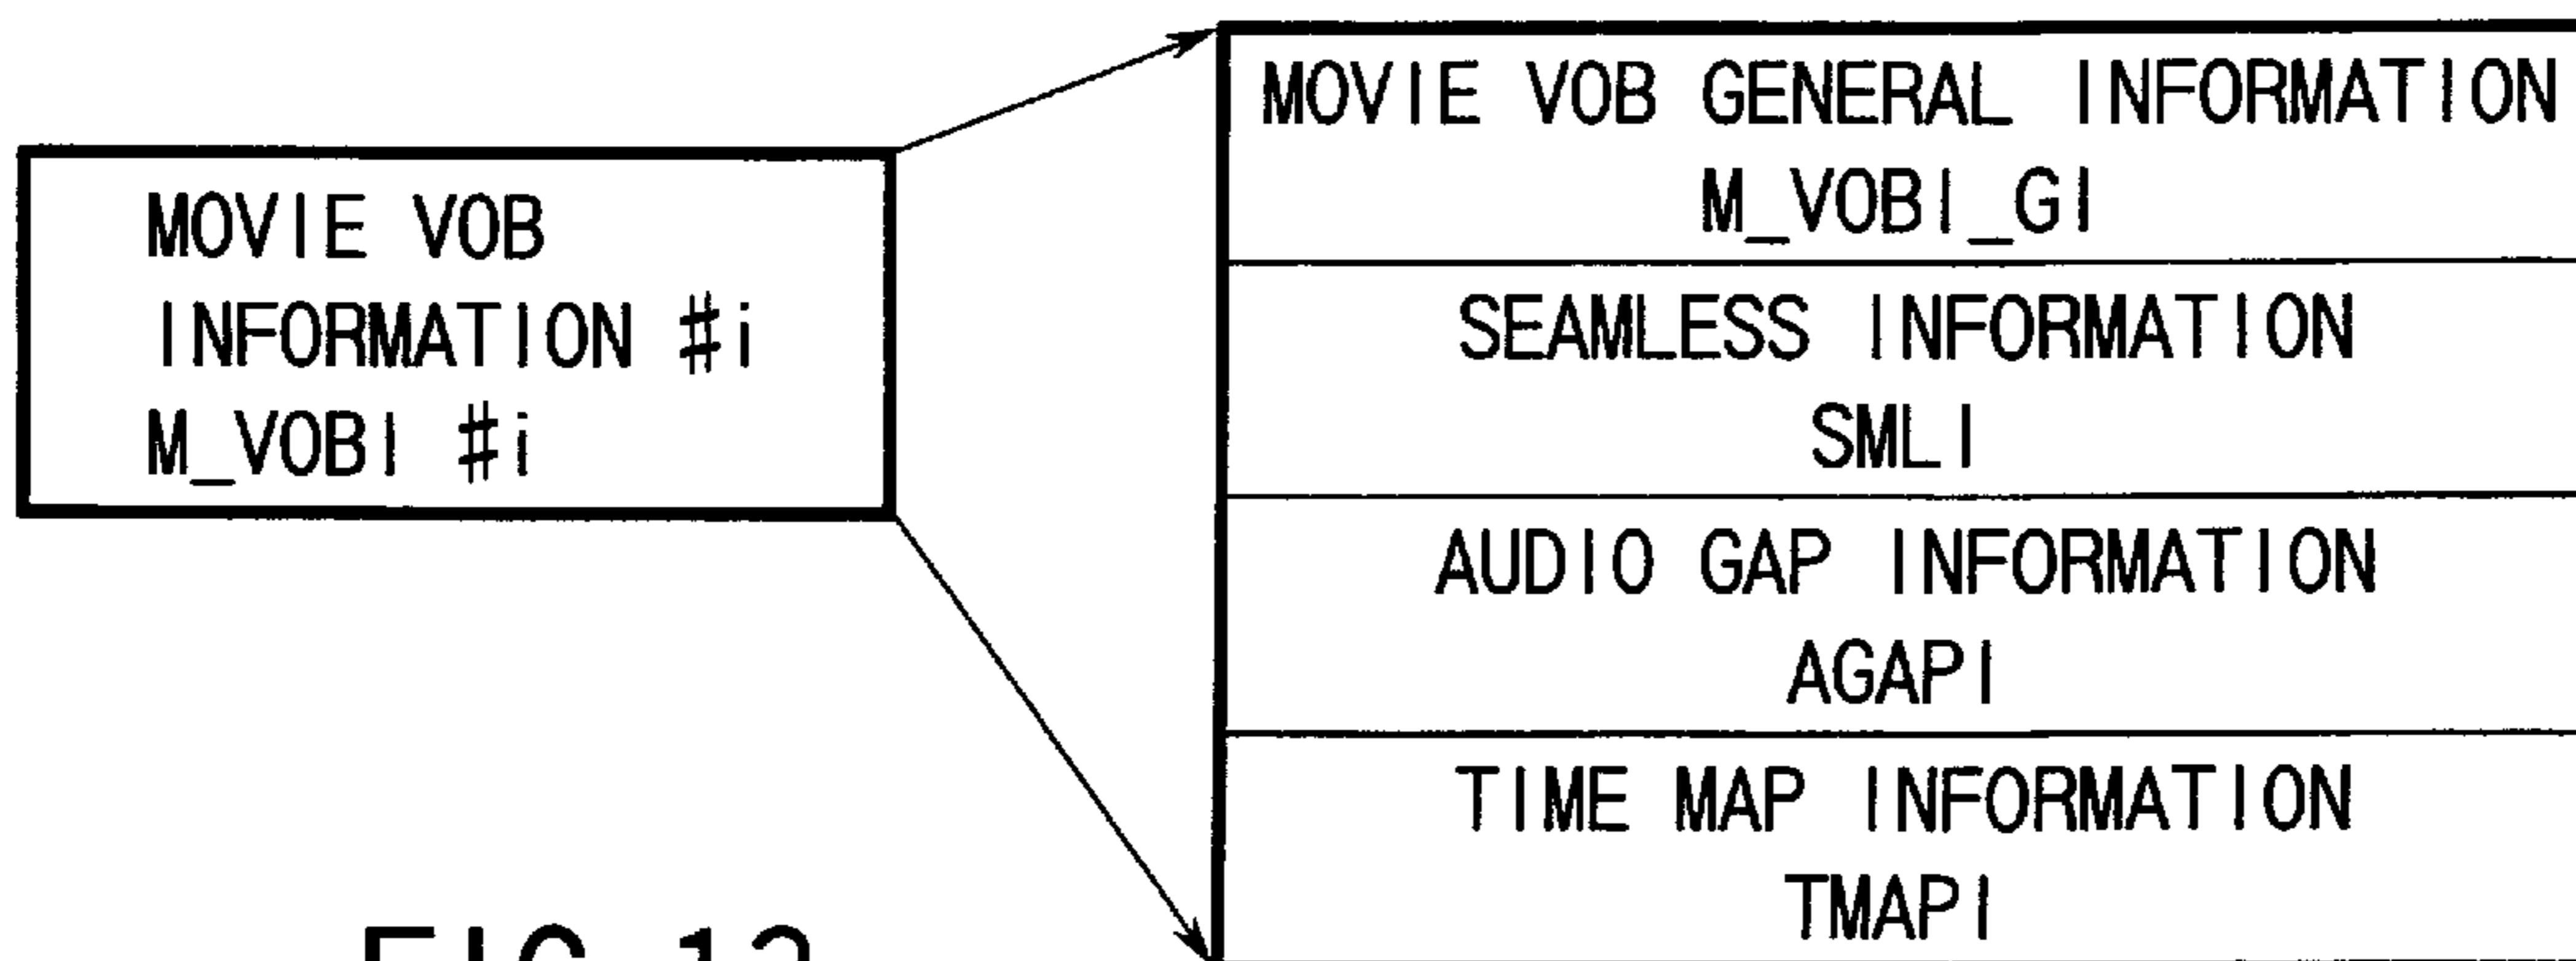 MOVIE VOB
INFORMATION #i
M_VOBI #i
MOVIE VOB GENERAL INFORMATION
M_VOBI_GI
SEAMLESS INFORMATION
SMLI
AUDIO GAP INFORMATION
AGAPI
TIME MAP INFORMATION
TMAPI